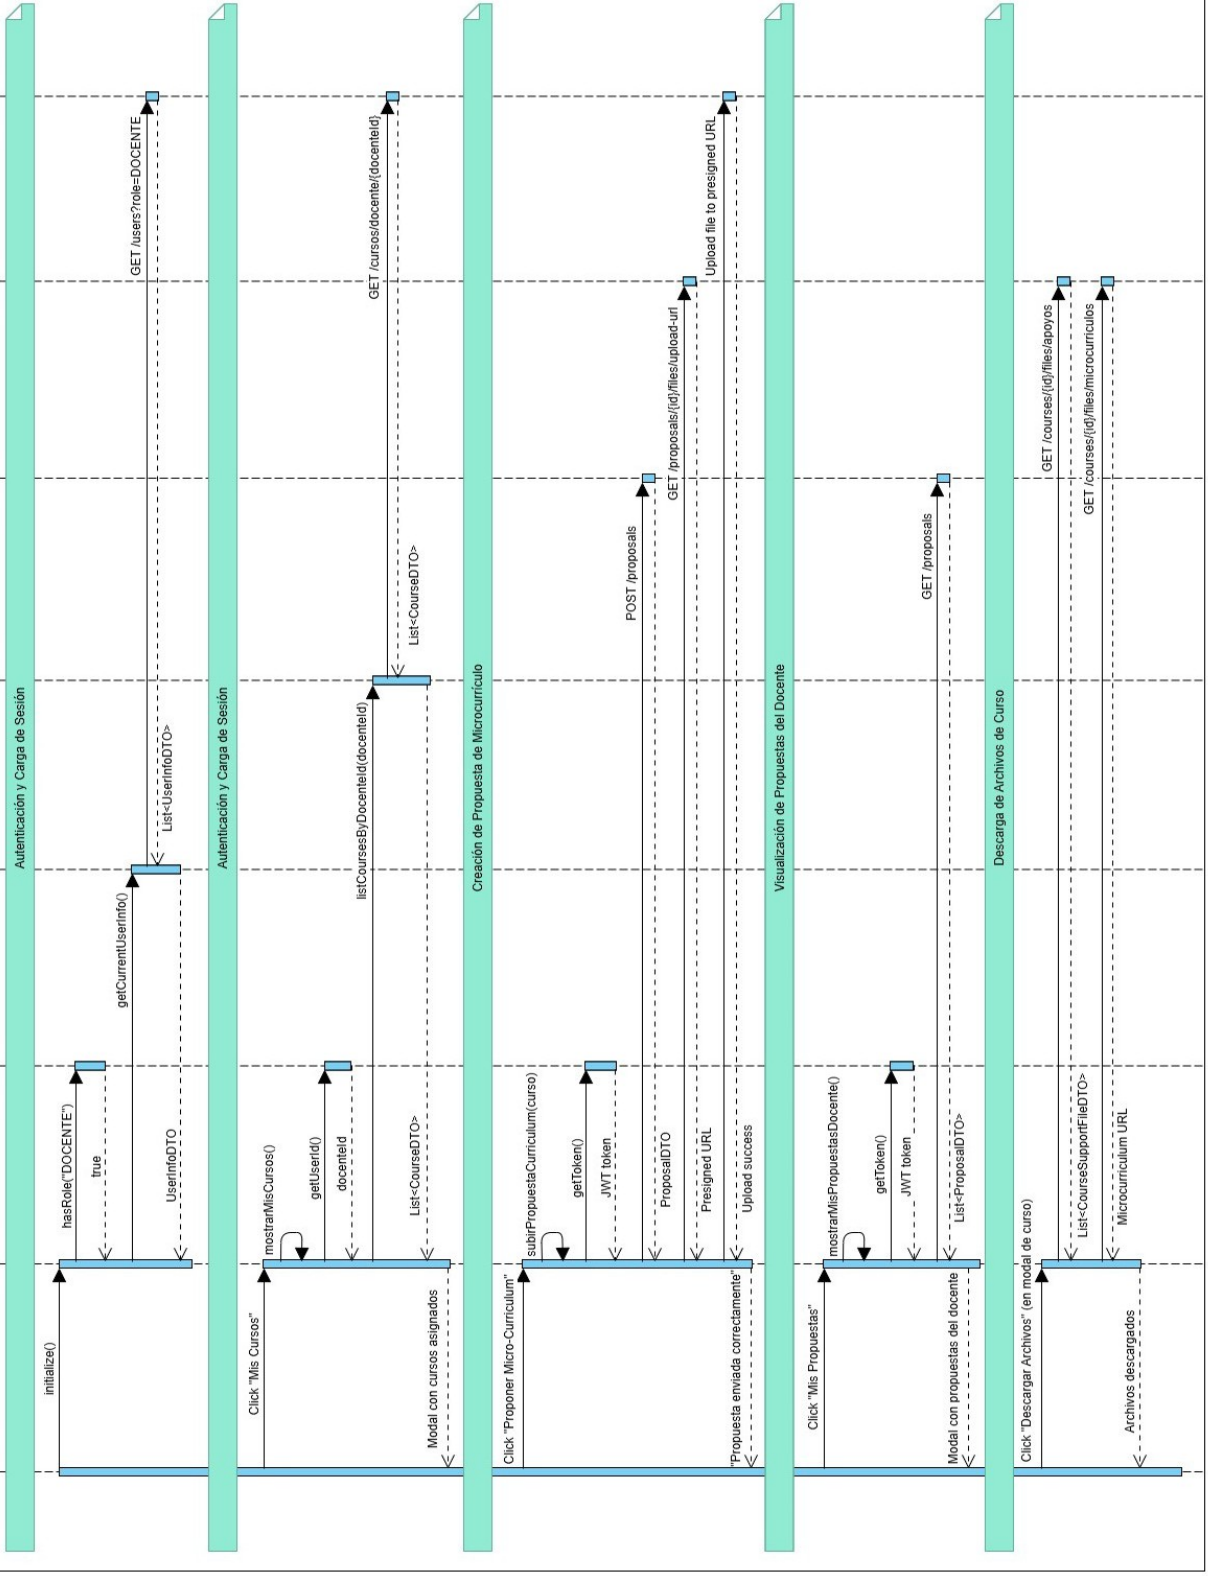 Autenticación y Carga de Sesión
initialize()
hasRole("DOCENTE")
true
getCurrentUserInfo()
GET /users?role=DOCENTE
List<UserInfoDTO>
UserInfoDTO
Autenticación y Carga de Sesión
Click "Mis Cursos"
mostrarMisCursos()
getUserId()
docenteId
listCoursesByDocenteId(docenteId)
GET /cursos/docente/{docenteId}
List<CourseDTO>
List<CourseDTO>
Modal con cursos asignados
Creación de Propuesta de Microcurrículo
Click "Proponer Micro-Curriculum"
subirPropuestaCurriculum(curso)
getToken()
JWT token
POST /proposals
ProposalDTO
GET /proposals/{id}/files/upload-url
Presigned URL
Upload file to presigned URL
Upload success
"Propuesta enviada correctamente"
Visualización de Propuestas del Docente
Click "Mis Propuestas"
mostrarMisPropuestasDocente()
getToken()
JWT token
GET /proposals
List<ProposalDTO>
Modal con propuestas del docente
Descarga de Archivos de Curso
Click "Descargar Archivos" (en modal de curso)
GET /courses/{id}/files/apoyos
List<CourseSupportFileDTO>
GET /courses/{id}/files/microcurriculos
Microcurriculum URL
Archivos descargados